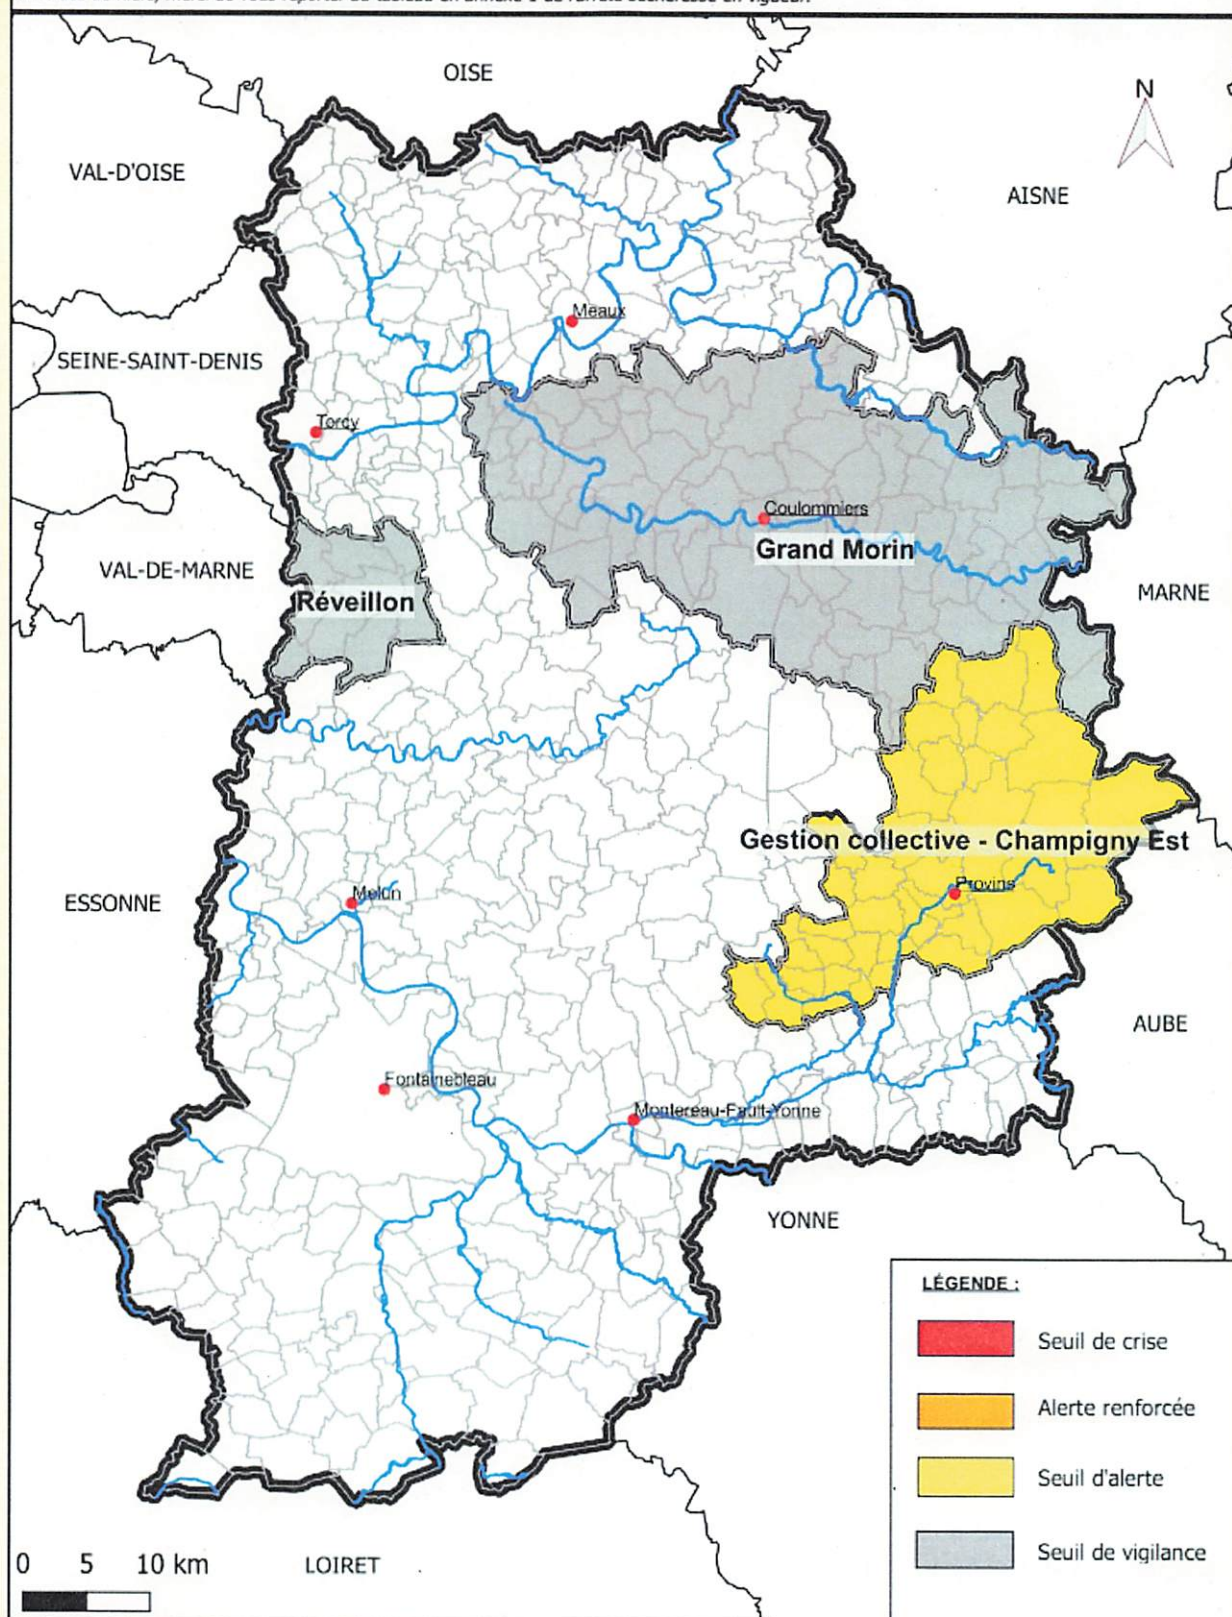 OISE
N
VAL-D'OISE
AISNE
Meaux
SEINE-SAINT-DENIS
Torcy
Coulommiers
Grand Morin
VAL-DE-MARNE
MARNE
Réveillon
Gestion collective - Champigny Est
Provins
ESSONNE
Melun
AUBE
Fontainebleau
Montereau-Fault-Yonne
YONNE
LÉGENDE :
Seuil de crise
Alerte renforcée
Seuil d'alerte
Seuil de vigilance
0 5 10 km
LOIRET